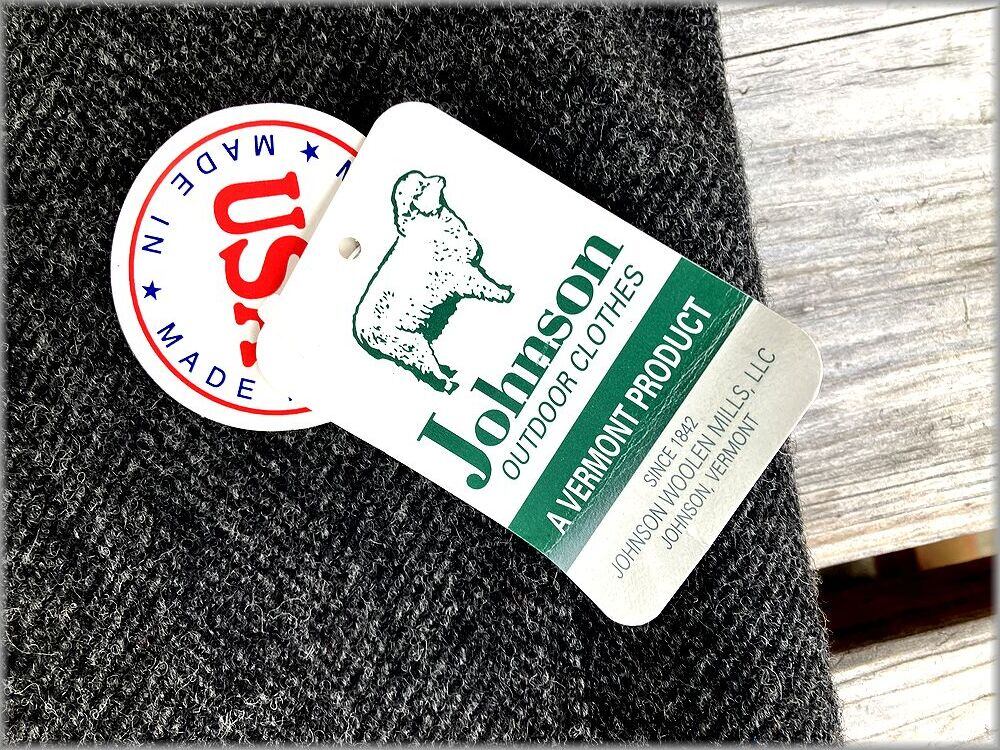 MADE IN ★ MADE
USA
Johnson
OUTDOOR CLOTHES
A VERMONT PRODUCT
SINCE 1842
JOHNSON WOOLEN MILLS, LLC
JOHNSON, VERMONT